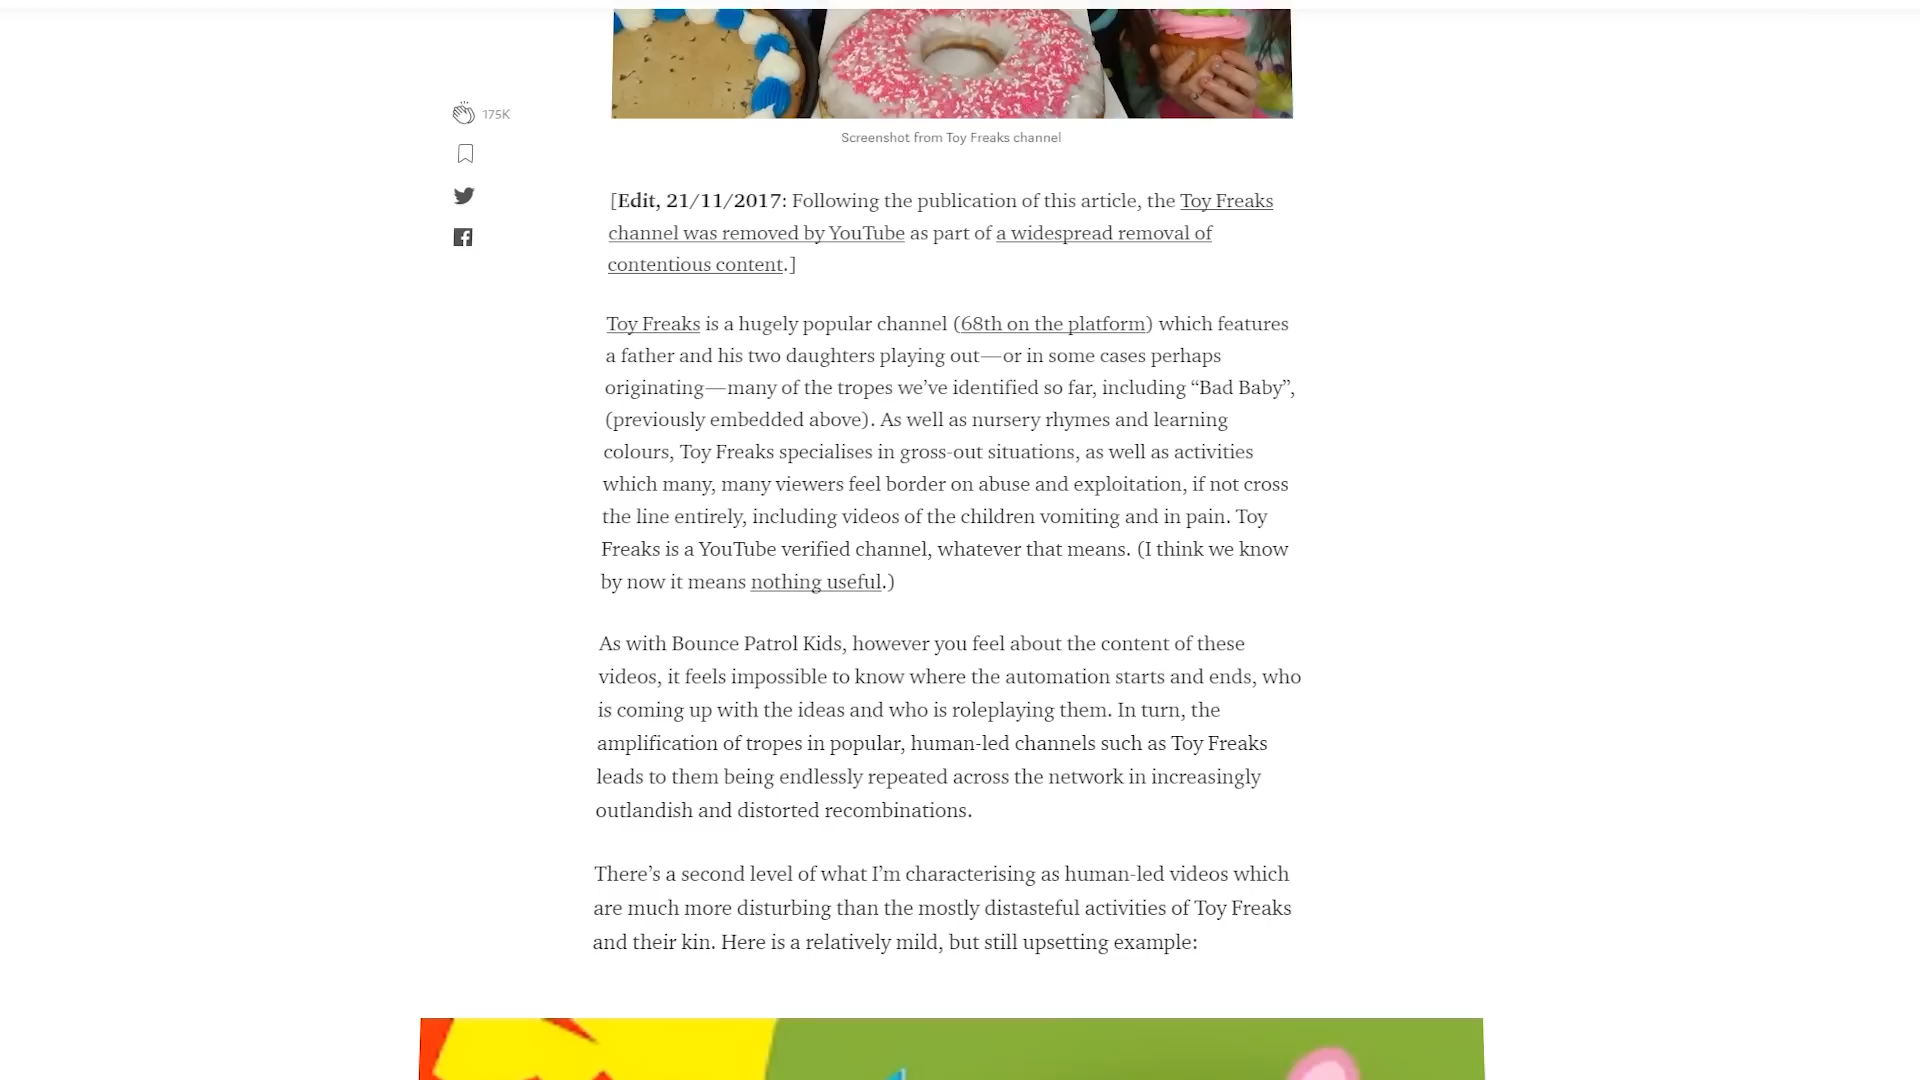 175K
Screenshot from Toy Freaks channel
[Edit, 21/11/2017: Following the publication of this article, the Toy Freaks
channel was removed by YouTube as part of a widespread removal of
contentious content.]
Toy Freaks is a hugely popular channel (68th on the platform) which features
a father and his two daughters playing out—or in some cases perhaps
originating—many of the tropes we’ve identified so far, including “Bad Baby”,
(previously embedded above). As well as nursery rhymes and learning
colours, Toy Freaks specialises in gross-out situations, as well as activities
which many, many viewers feel border on abuse and exploitation, if not cross
the line entirely, including videos of the children vomiting and in pain. Toy
Freaks is a YouTube verified channel, whatever that means. (I think we know
by now it means nothing useful.)
As with Bounce Patrol Kids, however you feel about the content of these
videos, it feels impossible to know where the automation starts and ends, who
is coming up with the ideas and who is roleplaying them. In turn, the
amplification of tropes in popular, human-led channels such as Toy Freaks
leads to them being endlessly repeated across the network in increasingly
outlandish and distorted recombinations.
There’s a second level of what I’m characterising as human-led videos which
are much more disturbing than the mostly distasteful activities of Toy Freaks
and their kin. Here is a relatively mild, but still upsetting example: